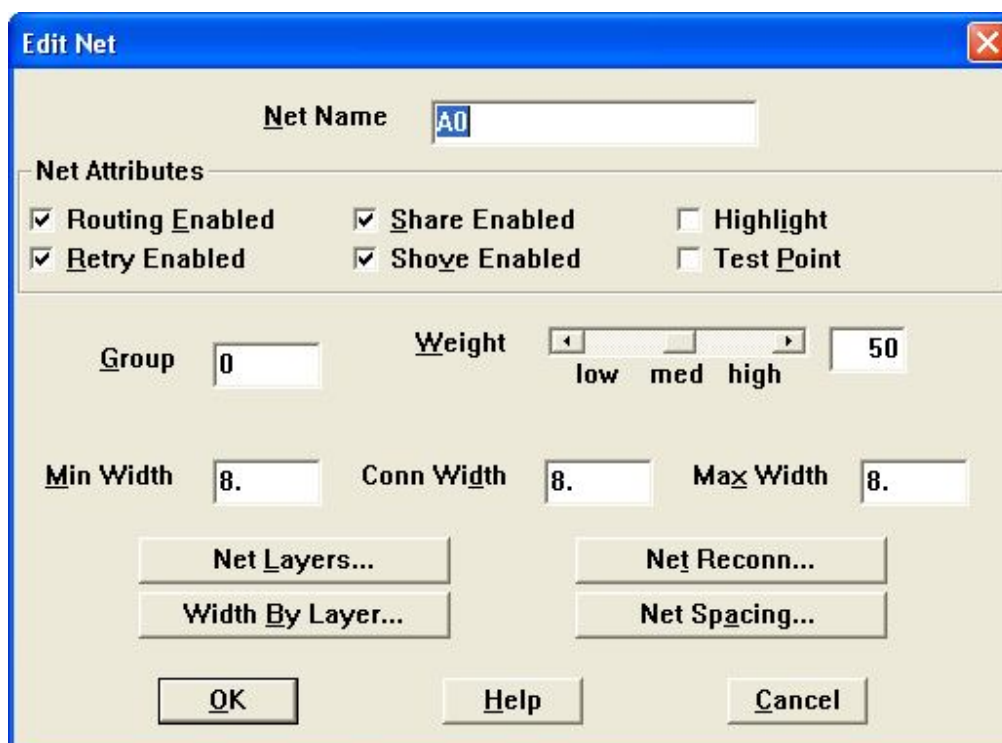 Edit Net
Net Name A0
Net Attributes
Routing Enabled Share Enabled Highlight
Retry Enabled Shove Enabled Test Point
Group 0 Weight 50
low med high
Min Width 8. Conn Width 8. Max Width 8.
Net Layers... Net Reconn...
Width By Layer... Net Spacing...
OK Help Cancel